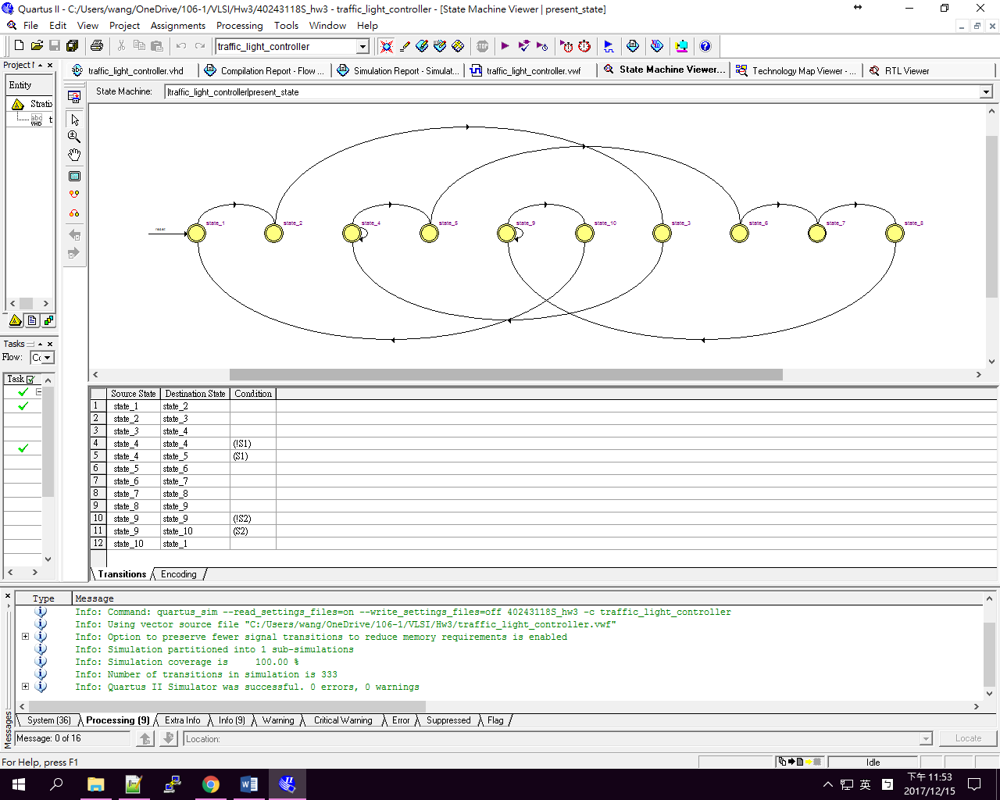 Quartus II - C:/Users/wang/OneDrive/106-1/VLSI/Hw3/40243118S_hw3 - traffic_light_controller - [State Machine Viewer | present_state]
File Edit View Project Assignments Processing Tools Window Help
traffic_light_controller
STOP
Project
traffic_light_controller.vhd Compilation Report - Flow ... Simulation Report - Simulat... traffic_light_controller.vwf State Machine Viewer... Technology Map Viewer - ... RTL Viewer
Entity
State Machine: |traffic_light_controller|present_state
abc
VHD
reset
state_1 state_2 state_4 state_5 state_9 state_10 state_3 state_6 state_7 state_8
Tasks
Flow:
Task
Source State Destination State Condition
1 state_1 state_2
2 state_2 state_3
3 state_3 state_4
4 state_4 state_4 (!S1)
5 state_4 state_5 (S1)
6 state_5 state_6
7 state_6 state_7
8 state_7 state_8
9 state_8 state_9
10 state_9 state_9 (!S2)
11 state_9 state_10 (S2)
12 state_10 state_1
Transitions Encoding
Type Message
Info: Command: quartus_sim --read_settings_files=on --write_settings_files=off 40243118S_hw3 -c traffic_light_controller
Info: Using vector source file "C:/Users/wang/OneDrive/106-1/VLSI/Hw3/traffic_light_controller.vwf"
Info: Option to preserve fewer signal transitions to reduce memory requirements is enabled
Info: Simulation partitioned into 1 sub-simulations
Info: Simulation coverage is 100.00 %
Info: Number of transitions in simulation is 333
Info: Quartus II Simulator was successful. 0 errors, 0 warnings
System (36) Processing (9) Extra Info Info (9) Warning Critical Warning Error Suppressed Flag
Messages
Message: 0 of 16 Location: Locate
For Help, press F1 Idle
英 下午 11:53
2017/12/15